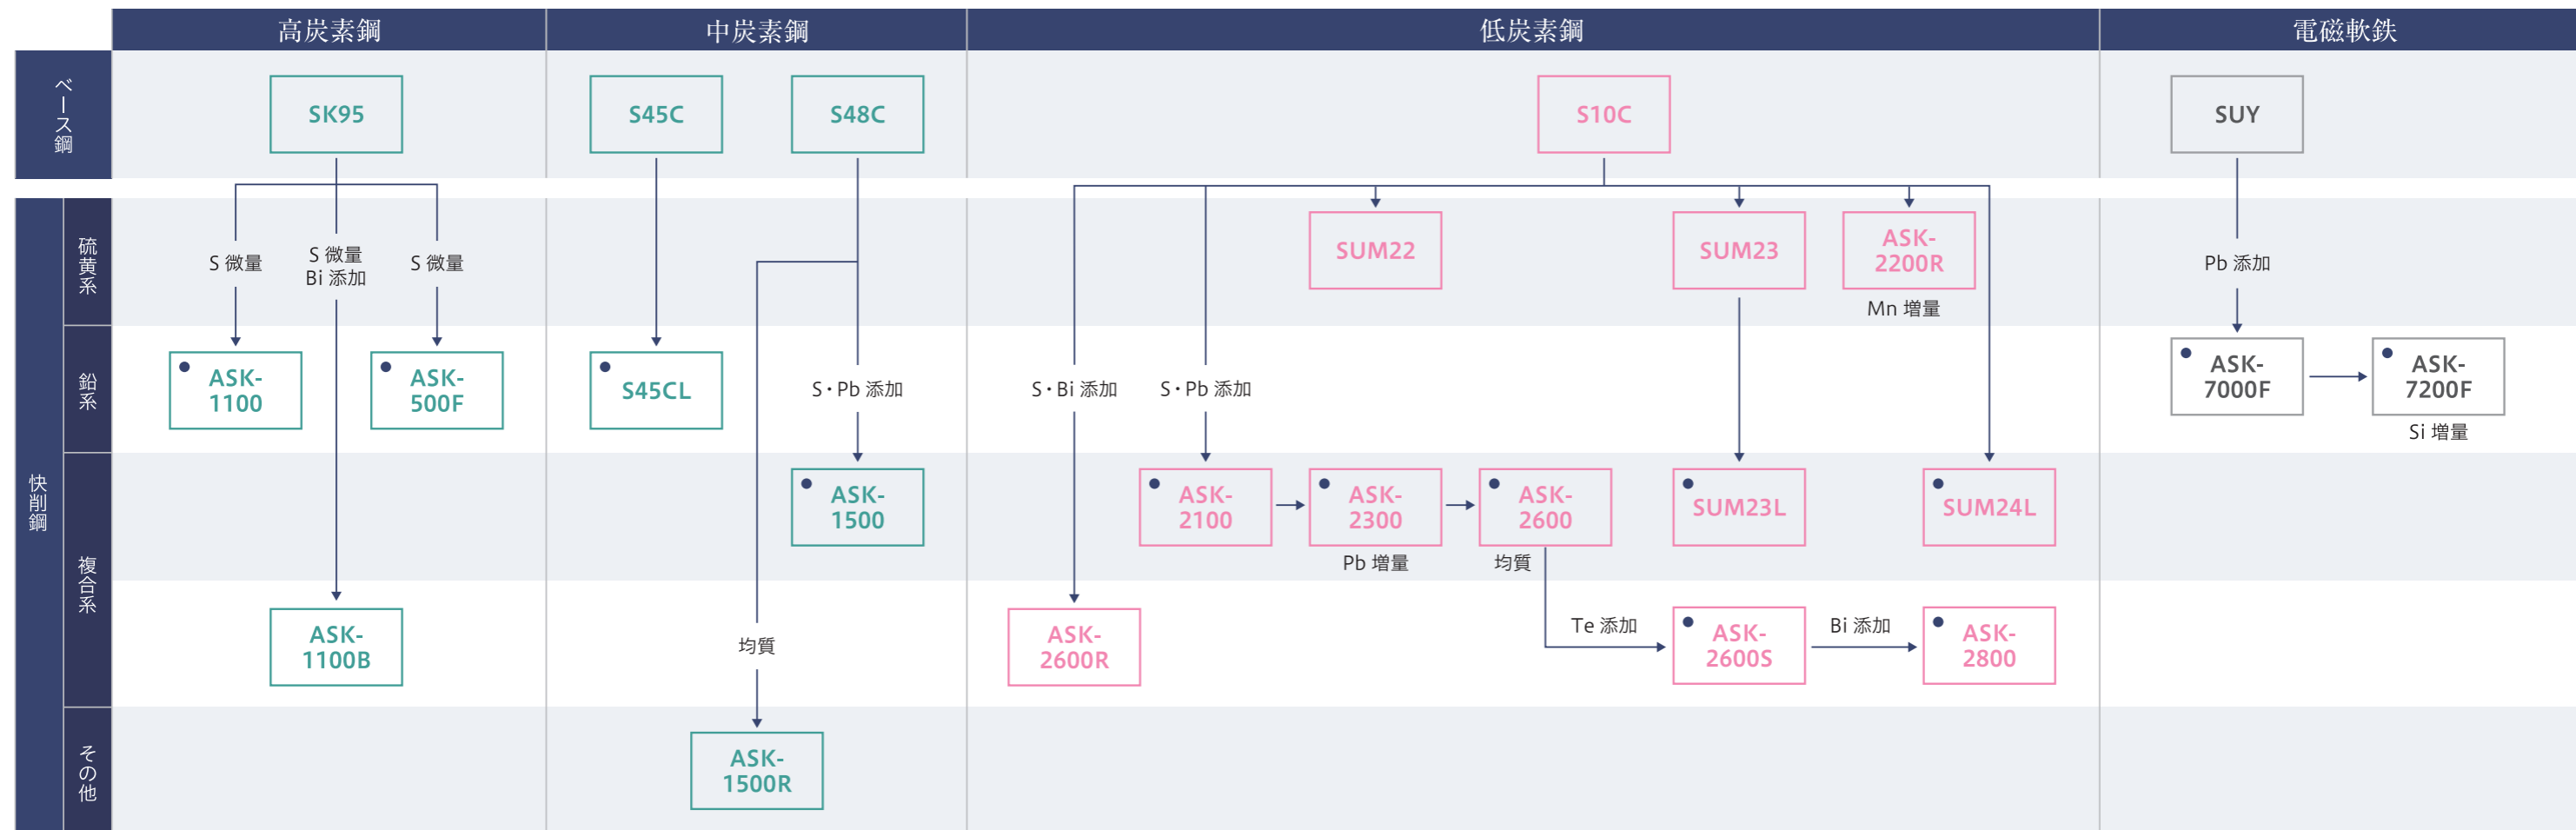 高炭素鋼
中炭素鋼
低炭素鋼
電磁軟鉄
ベース鋼
SK95
S45C
S48C
S10C
SUY
快削鋼
硫黄系
S 微量
S 微量
Bi 添加
S 微量
SUM22
SUM23
ASK-
2200R
Mn 増量
Pb 添加
鉛系
ASK-
1100
ASK-
500F
S45CL
S・Pb 添加
S・Bi 添加
S・Pb 添加
ASK-
7000F
ASK-
7200F
Si 増量
複合系
ASK-
1500
ASK-
2100
ASK-
2300
Pb 増量
ASK-
2600
均質
SUM23L
SUM24L
ASK-
1100B
均質
ASK-
2600R
Te 添加
ASK-
2600S
Bi 添加
ASK-
2800
その他
ASK-
1500R